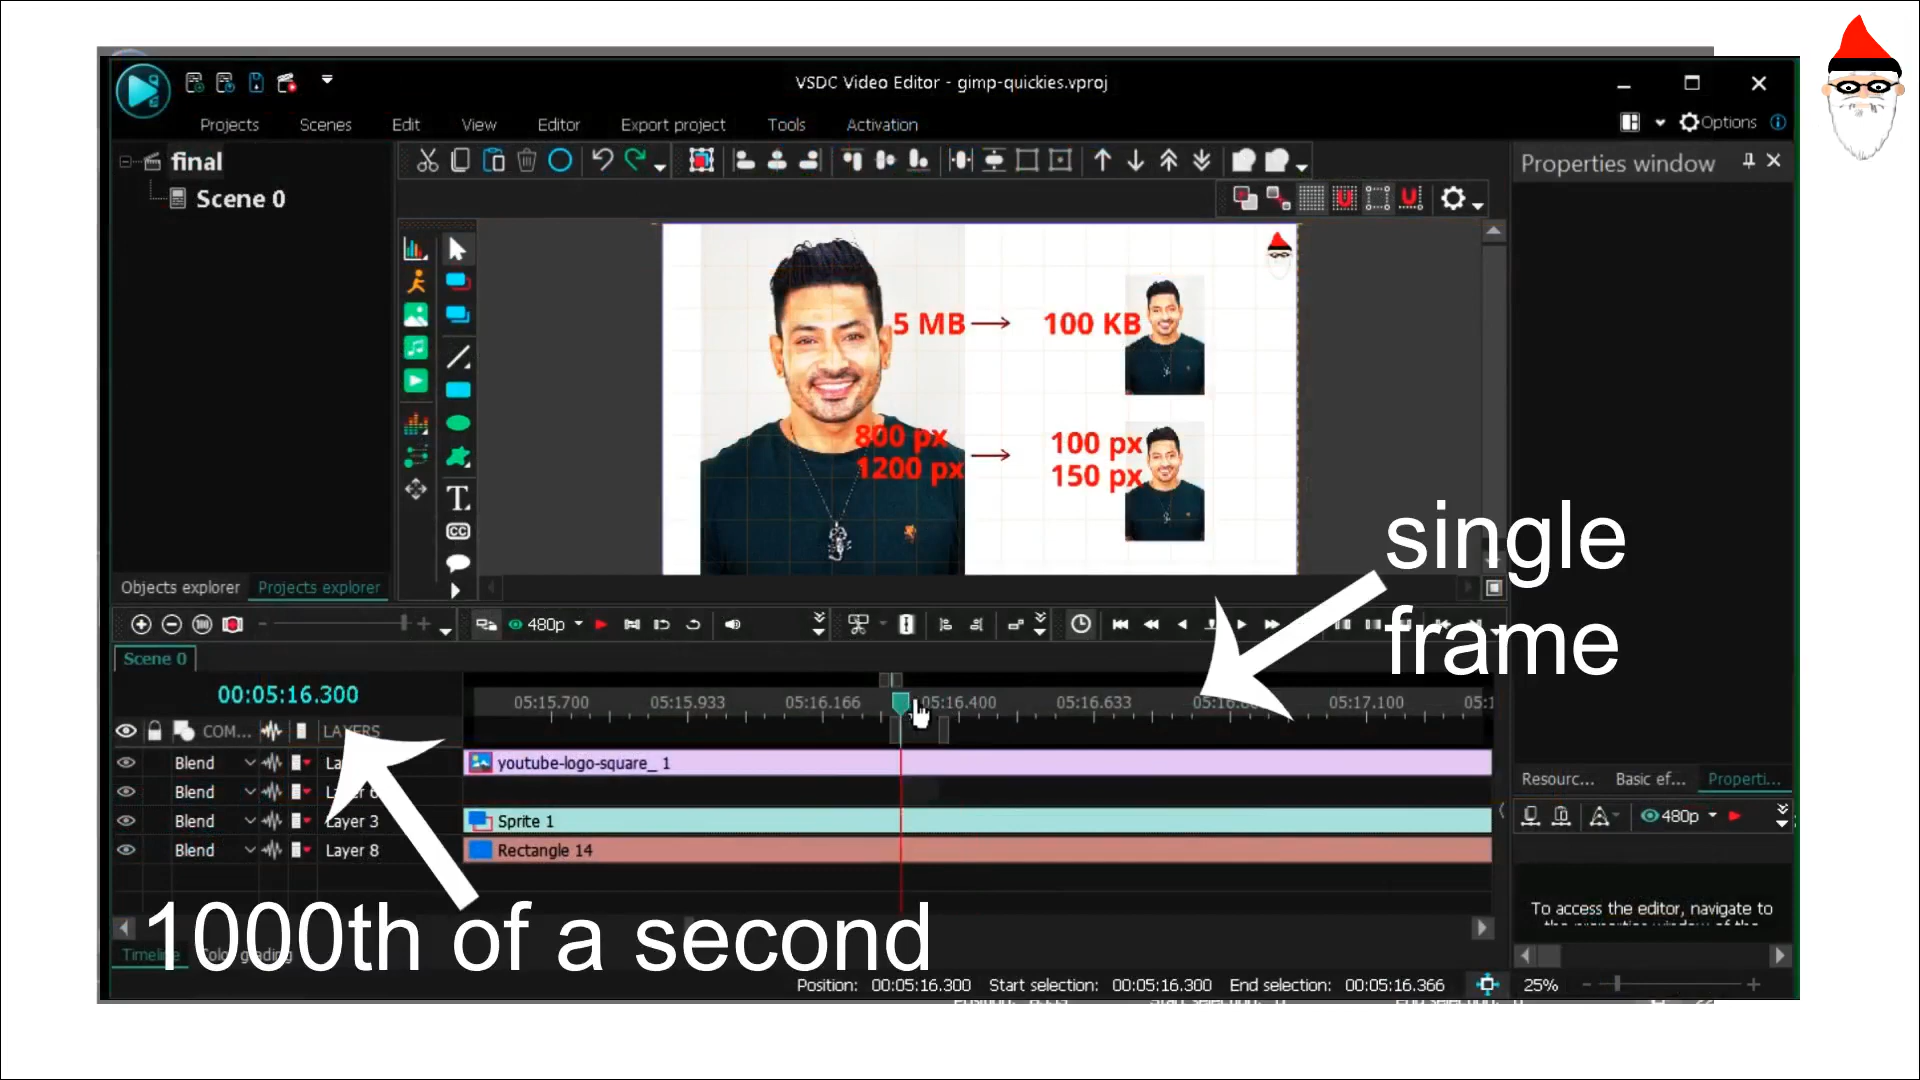 VSDC Video Editor - gimp-quickies.vproj
Projects Scenes Edit View Editor Export project Tools Activation
Options
final
Scene 0
Properties window
5 MB
100 KB
800 px
1200 px
100 px
150 px
single
frame
Objects explorer Projects explorer
480p
Scene 0
00:05:16.300
05:15.700 05:15.933 05:16.166 05:16.400 05:16.633 05:17.100
COM... LAYERS
Blend
youtube-logo-square_ 1
Blend
Blend Layer 3
Sprite 1
Blend Layer 8
Rectangle 14
1000th of a second
Timeline Color grading
Resourc... Basic ef... Properti...
480p
To access the editor, navigate to
Position: 00:05:16.300 Start selection: 00:05:16.300 End selection: 00:05:16.366
25%